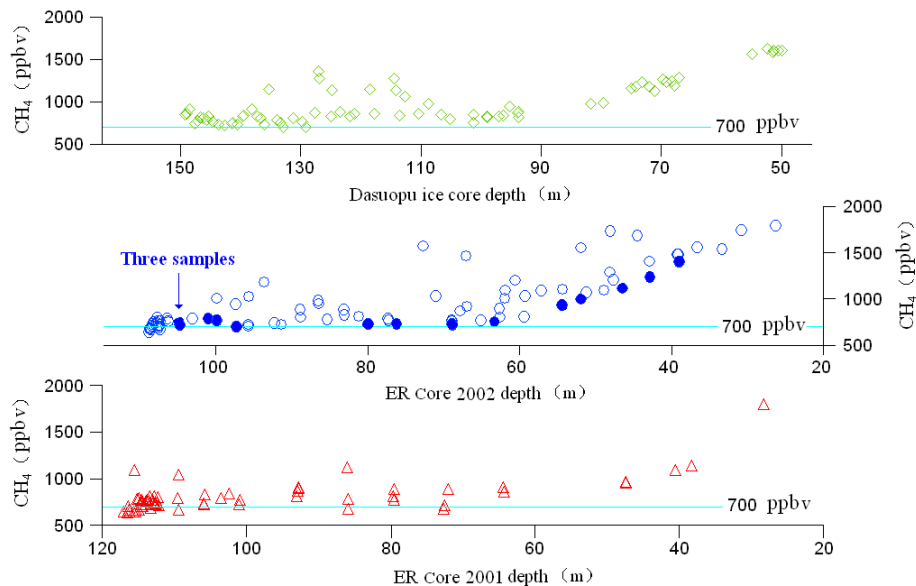 2000
1500
1000
500
CH4 (ppbv)
700 ppbv
150 130 110 90 70 50
Dasuopu ice core depth (m)
2000
1500
1000
500
CH4 (ppbv)
Three samples
700 ppbv
100 80 60 40 20
ER Core 2002 depth (m)
2000
1500
1000
500
CH4 (ppbv)
700 ppbv
120 100 80 60 40 20
ER Core 2001 depth (m)